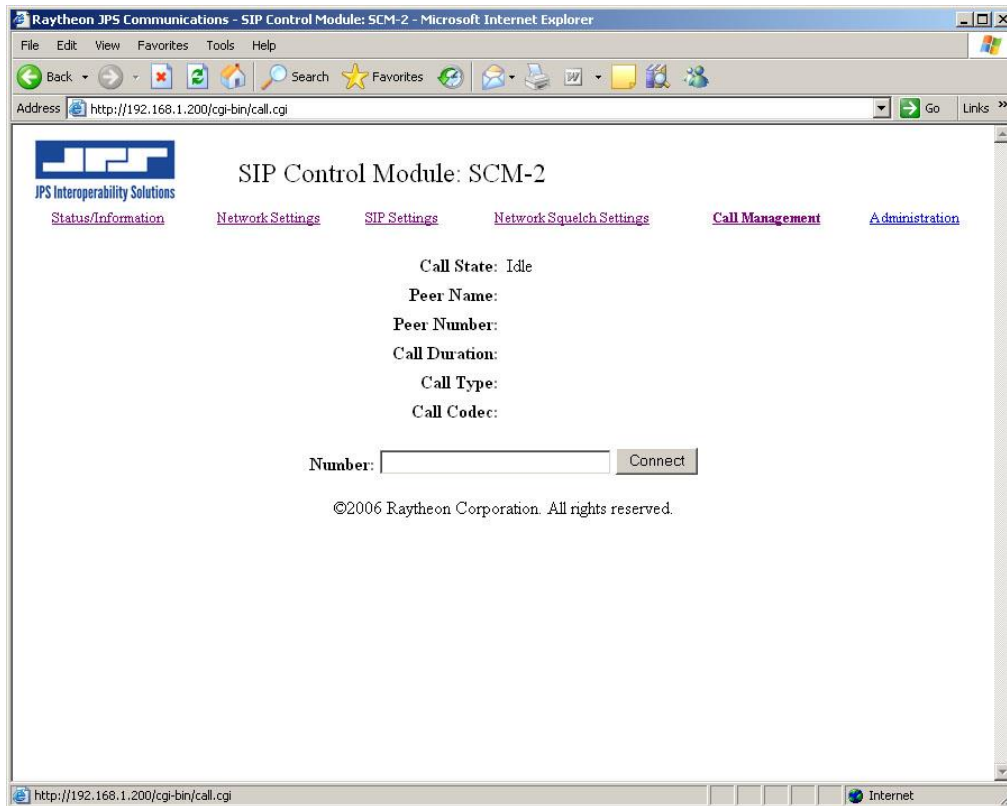 Raytheon JPS Communications - SIP Control Module: SCM-2 - Microsoft Internet Explorer
File Edit View Favorites Tools Help
Back Search Favorites
Address http://192.168.1.200/cgi-bin/call.cgi Go Links »
JPS
JPS Interoperability Solutions
SIP Control Module: SCM-2
Status/Information Network Settings SIP Settings Network Squelch Settings Call Management Administration
Call State: Idle
Peer Name:
Peer Number:
Call Duration:
Call Type:
Call Codec:
Number: Connect
©2006 Raytheon Corporation. All rights reserved.
http://192.168.1.200/cgi-bin/call.cgi Internet